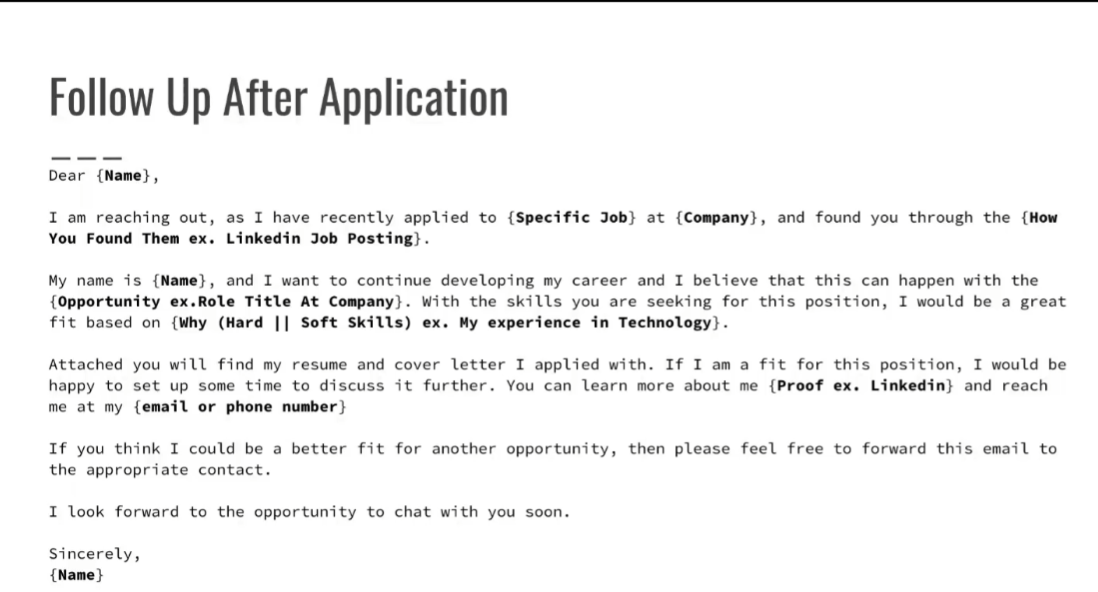 Follow Up After Application
Dear {Name},
I am reaching out, as I have recently applied to {Specific Job} at {Company}, and found you through the {How
You Found Them ex. Linkedin Job Posting}.
My name is {Name}, and I want to continue developing my career and I believe that this can happen with the
{Opportunity ex.Role Title At Company}. With the skills you are seeking for this position, I would be a great
fit based on {Why (Hard || Soft Skills) ex. My experience in Technology}.
Attached you will find my resume and cover letter I applied with. If I am a fit for this position, I would be
happy to set up some time to discuss it further. You can learn more about me {Proof ex. Linkedin} and reach
me at my {email or phone number}
If you think I could be a better fit for another opportunity, then please feel free to forward this email to
the appropriate contact.
I look forward to the opportunity to chat with you soon.
Sincerely,
{Name}